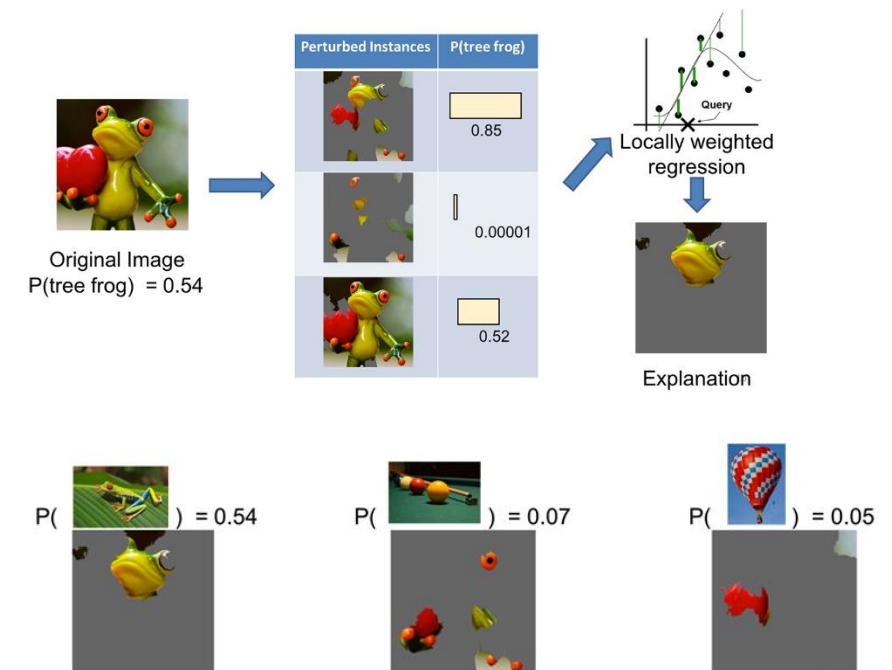 Perturbed Instances P(tree frog)
0.85
0.00001
0.52
Original Image
P(tree frog) = 0.54
Query
Locally weighted
regression
Explanation
P( ) = 0.54
P( ) = 0.07
P( ) = 0.05